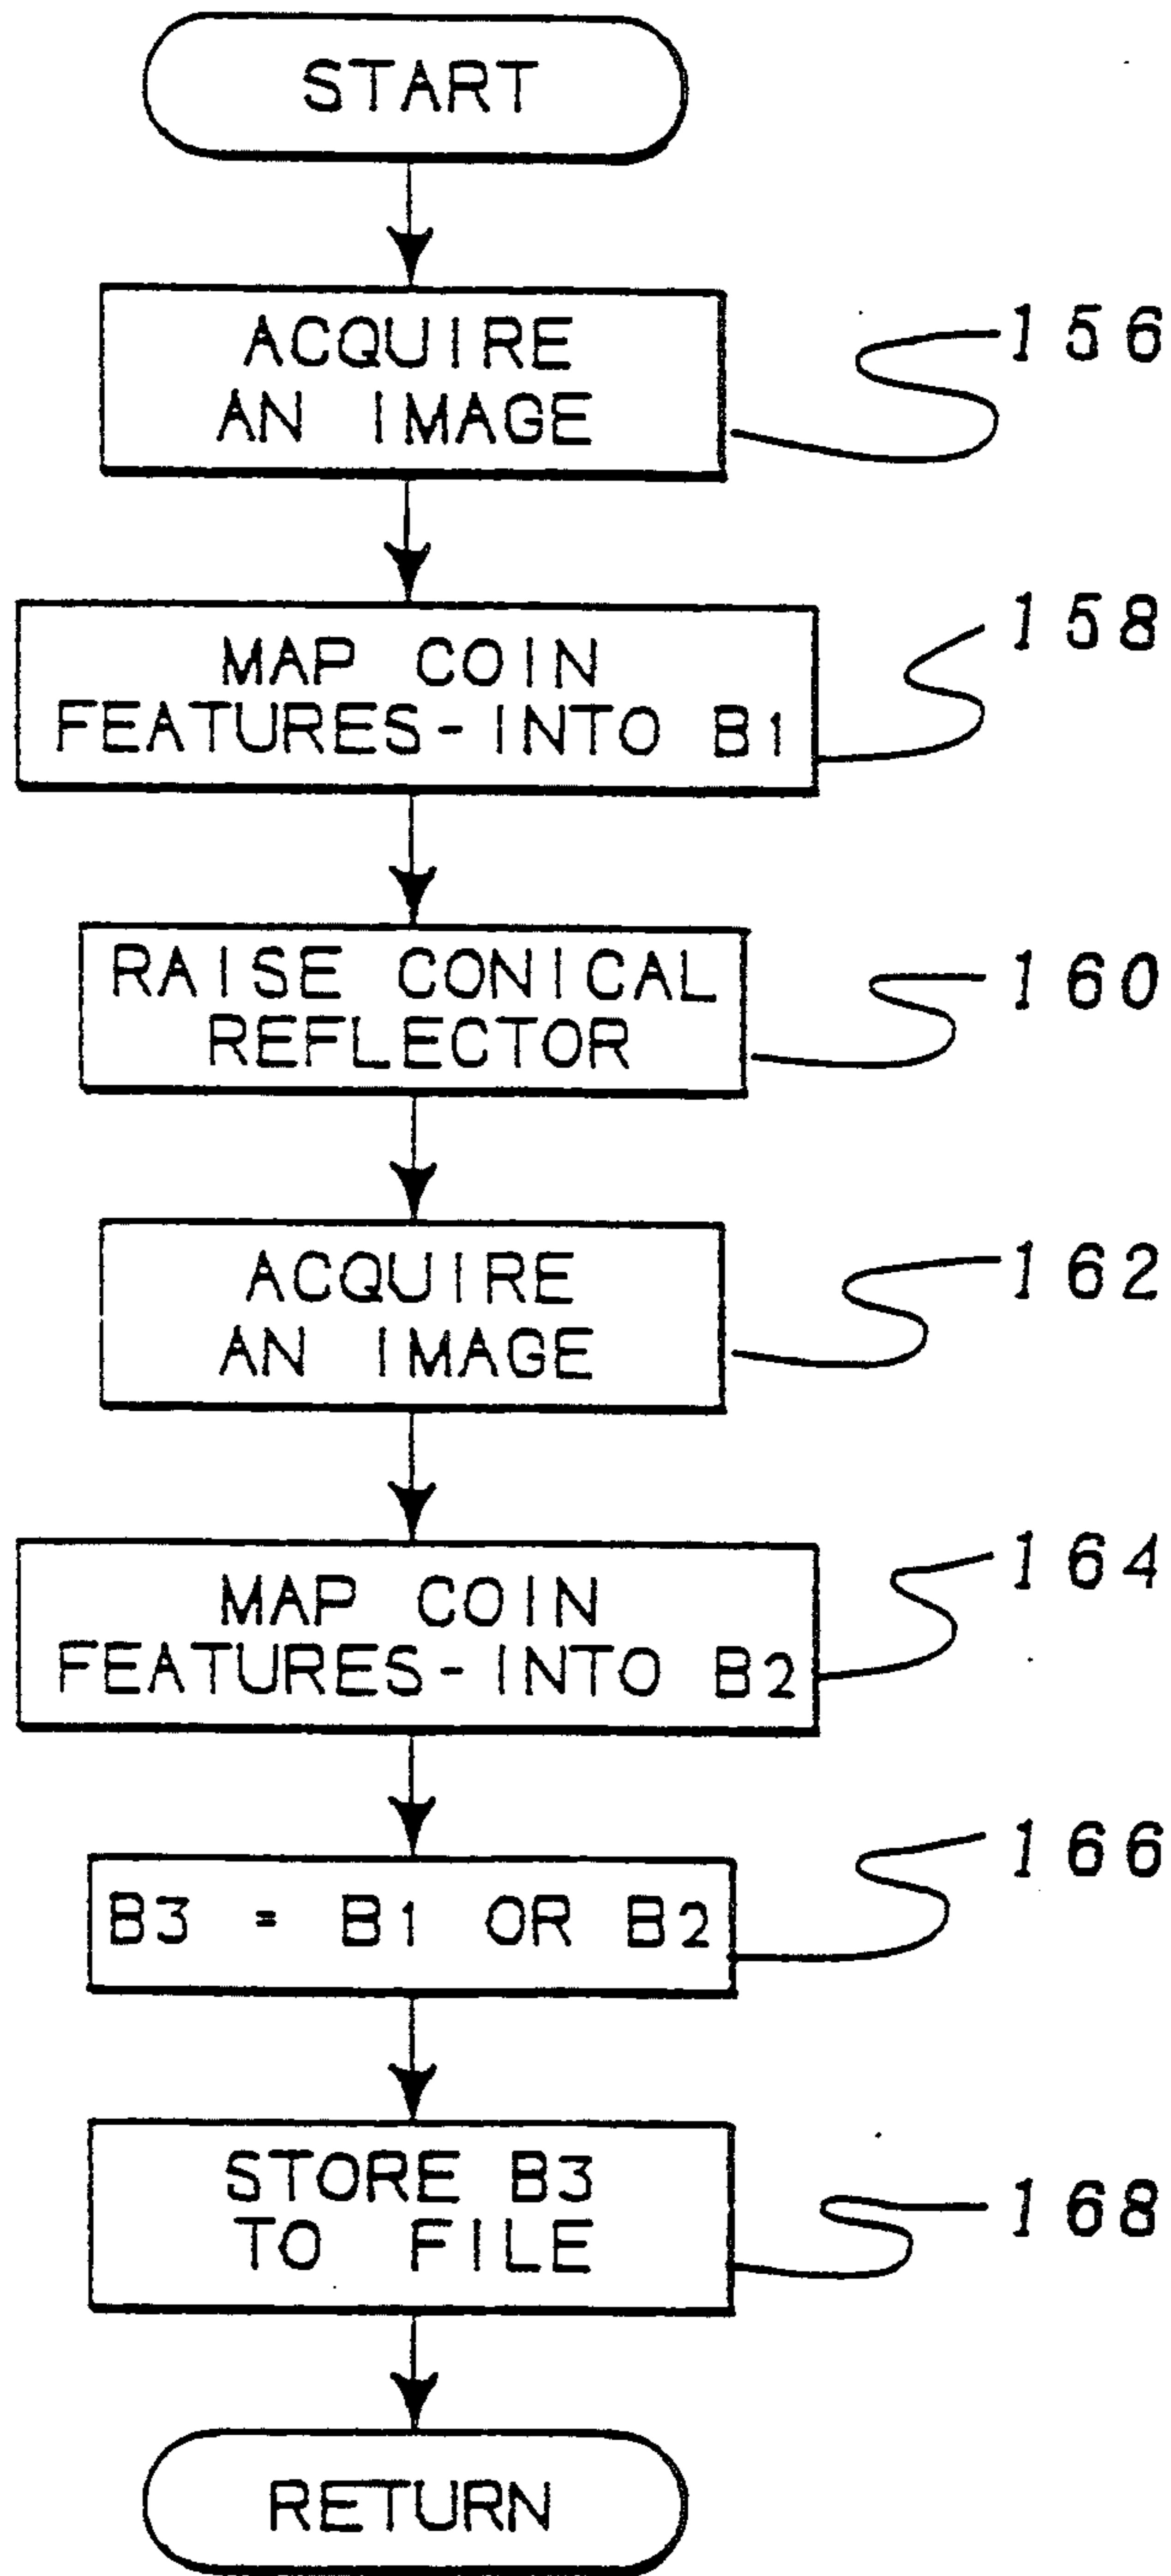 START
ACQUIRE
AN IMAGE
156
MAP COIN
FEATURES-INTO B1
158
RAISE CONICAL
REFLECTOR
160
ACQUIRE
AN IMAGE
162
MAP COIN
FEATURES-INTO B2
164
B3 = B1 OR B2
166
STORE B3
TO FILE
168
RETURN